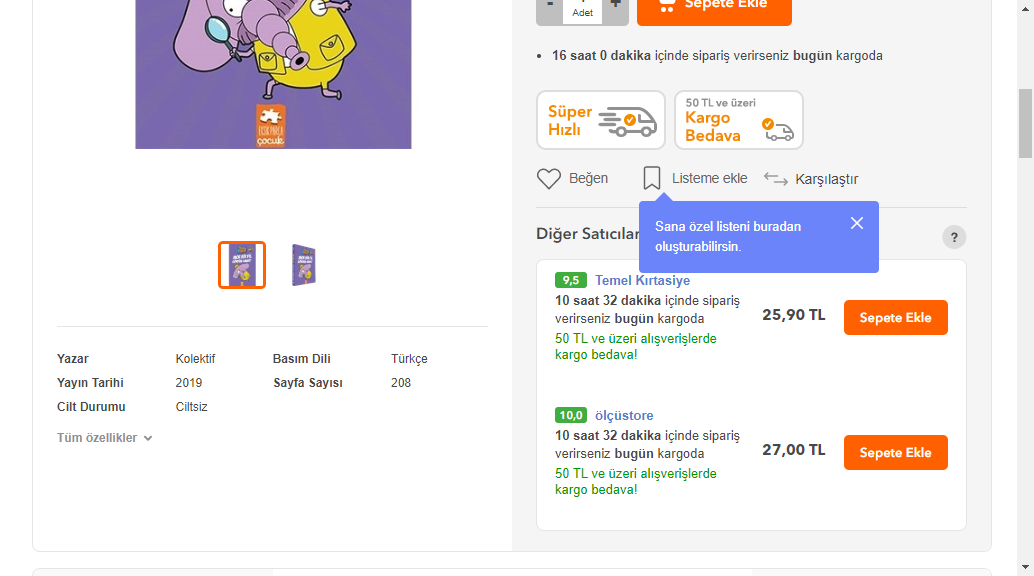 -
+
Adet
Sepete Ekle
16 saat 0 dakika içinde sipariş verirseniz bugün kargoda
Süper
Hızlı
50 TL ve üzeri
Kargo
Bedava
Beğen
Listeme ekle
Karşılaştır
Sana özel listeni buradan
oluşturabilirsin.
Diğer Satıcılar
?
9,5 Temel Kırtasiye
10 saat 32 dakika içinde sipariş
verirseniz bugün kargoda
50 TL ve üzeri alışverişlerde
kargo bedava!
25,90 TL
Sepete Ekle
10,0 ölçüstore
10 saat 32 dakika içinde sipariş
verirseniz bugün kargoda
50 TL ve üzeri alışverişlerde
kargo bedava!
27,00 TL
Sepete Ekle
çocuk
Yazar Kolektif Basım Dili Türkçe
Yayın Tarihi 2019 Sayfa Sayısı 208
Cilt Durumu Ciltsiz
Tüm özellikler